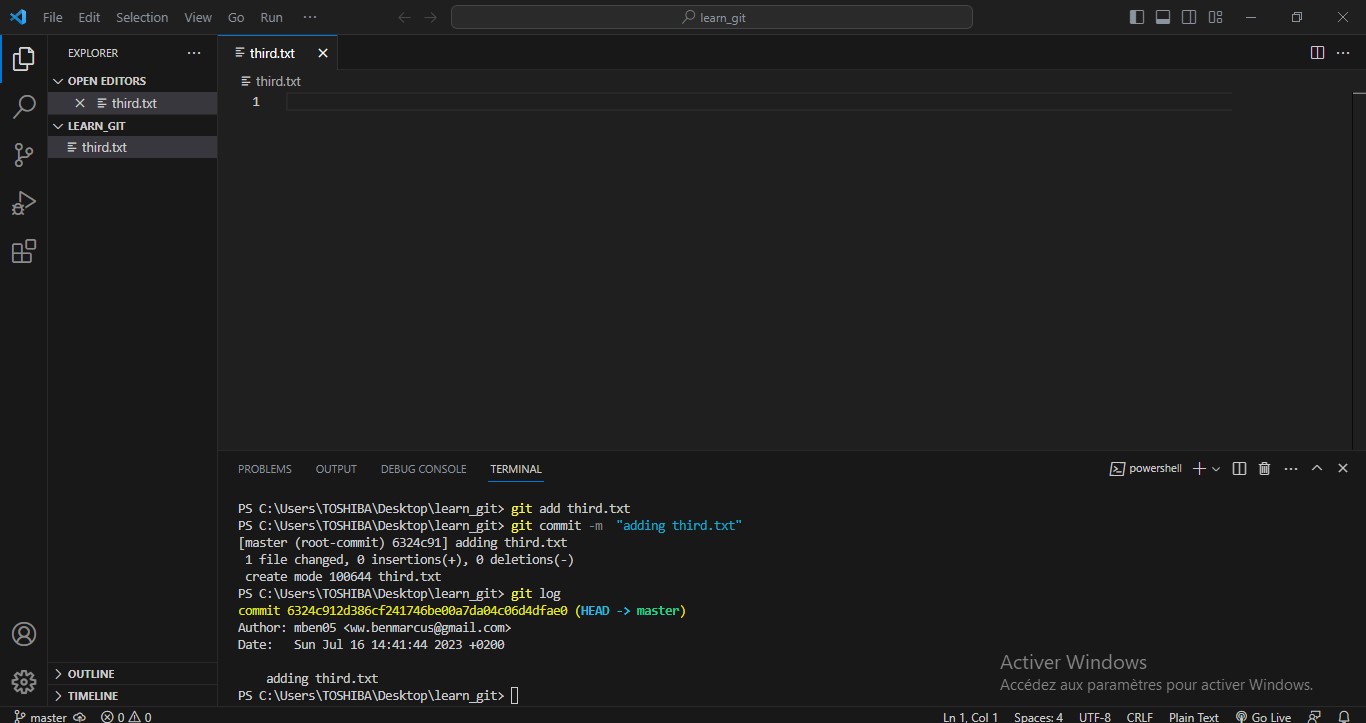 File Edit Selection View Go Run ···
learn_git
EXPLORER ···
OPEN EDITORS
third.txt
LEARN_GIT
third.txt
OUTLINE
TIMELINE
third.txt
third.txt
1
PROBLEMS OUTPUT DEBUG CONSOLE TERMINAL
powershell
PS C:\Users\TOSHIBA\Desktop\learn_git> git add third.txt
PS C:\Users\TOSHIBA\Desktop\learn_git> git commit -m  "adding third.txt"
[master (root-commit) 6324c91] adding third.txt
 1 file changed, 0 insertions(+), 0 deletions(-)
 create mode 100644 third.txt
PS C:\Users\TOSHIBA\Desktop\learn_git> git log
commit 6324c912d386cf241746be00a7da04c06d4dfae0 (HEAD -> master)
Author: mben05 <ww.benmarcus@gmail.com>
Date:   Sun Jul 16 14:41:44 2023 +0200
    adding third.txt
PS C:\Users\TOSHIBA\Desktop\learn_git>
Activer Windows
Accédez aux paramètres pour activer Windows.
master 0 0 Ln 1, Col 1 Spaces: 4 UTF-8 CRLF Plain Text Go Live